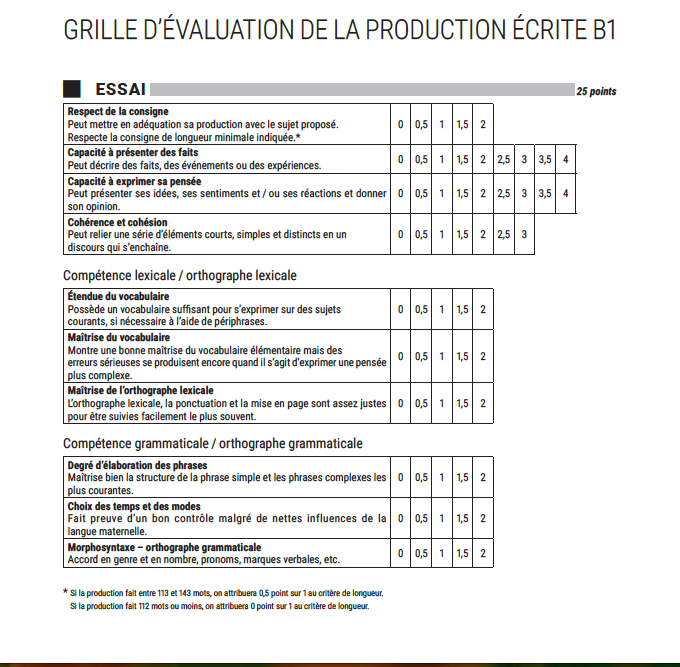 GRILLE D'ÉVALUATION DE LA PRODUCTION ÉCRITE B1
ESSAI
25 points
Respect de la consigne
Peut mettre en adéquation sa production avec le sujet proposé.
Respecte la consigne de longueur minimale indiquée.*
0 0,5 1 1,5 2
Capacité à présenter des faits
Peut décrire des faits, des événements ou des expériences.
0 0,5 1 1,5 2 2,5 3 3,5 4
Capacité à exprimer sa pensée
Peut présenter ses idées, ses sentiments et / ou ses réactions et donner
son opinion.
0 0,5 1 1,5 2 2,5 3 3,5 4
Cohérence et cohésion
Peut relier une série d'éléments courts, simples et distincts en un
discours qui s'enchaîne.
0 0,5 1 1,5 2 2,5 3
Compétence lexicale / orthographe lexicale
Étendue du vocabulaire
Possède un vocabulaire suffisant pour s'exprimer sur des sujets
courants, si nécessaire à l'aide de périphrases.
0 0,5 1 1,5 2
Maîtrise du vocabulaire
Montre une bonne maîtrise du vocabulaire élémentaire mais des
erreurs sérieuses se produisent encore quand il s'agit d'exprimer une pensée
plus complexe.
0 0,5 1 1,5 2
Maîtrise de l'orthographe lexicale
L'orthographe lexicale, la ponctuation et la mise en page sont assez justes
pour être suivies facilement le plus souvent.
0 0,5 1 1,5 2
Compétence grammaticale / orthographe grammaticale
Degré d'élaboration des phrases
Maîtrise bien la structure de la phrase simple et les phrases complexes les
plus courantes.
0 0,5 1 1,5 2
Choix des temps et des modes
Fait preuve d'un bon contrôle malgré de nettes influences de la
langue maternelle.
0 0,5 1 1,5 2
Morphosyntaxe – orthographe grammaticale
Accord en genre et en nombre, pronoms, marques verbales, etc.
0 0,5 1 1,5 2
* Si la production fait entre 113 et 143 mots, on attribuera 0,5 point sur 1 au critère de longueur.
Si la production fait 112 mots ou moins, on attribuera 0 point sur 1 au critère de longueur.